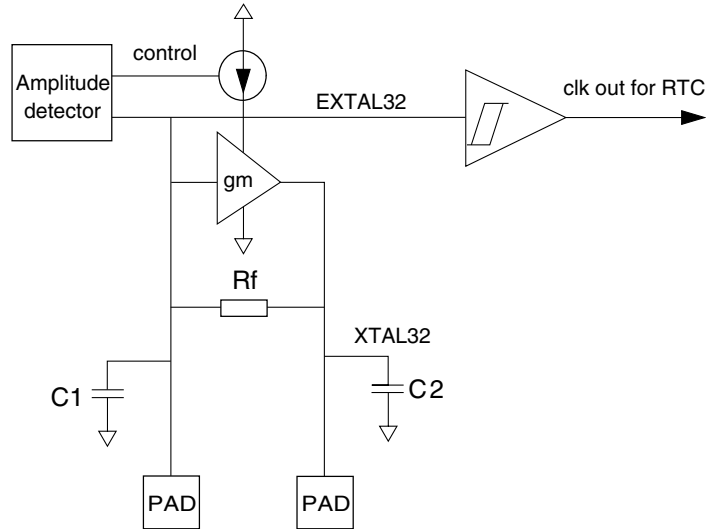 control
Amplitude
detector
EXTAL32
clk out for RTC
gm
Rf
XTAL32
C1
C2
PAD
PAD